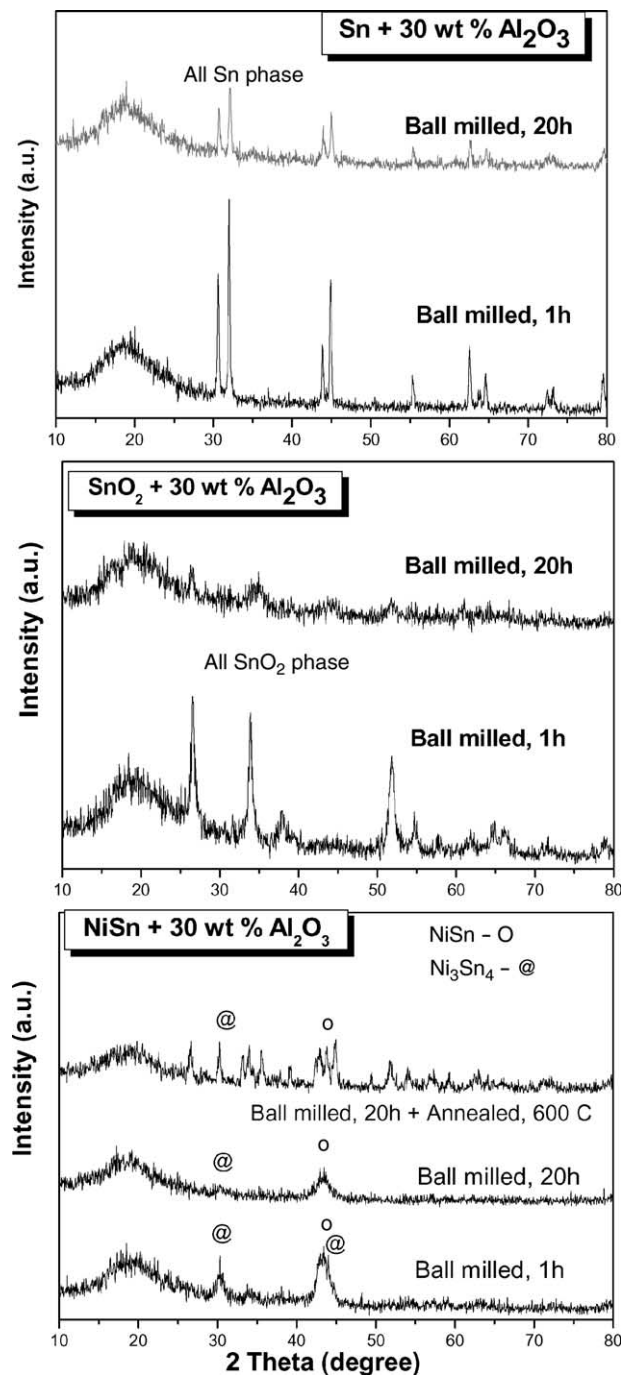 Sn + 30 wt % Al₂O₃
All Sn phase
Ball milled, 20h
Ball milled, 1h
Intensity (a.u.)
10 20 30 40 50 60 70 80
SnO₂ + 30 wt % Al₂O₃
Ball milled, 20h
All SnO₂ phase
Ball milled, 1h
Intensity (a.u.)
10 20 30 40 50 60 70 80
NiSn + 30 wt % Al₂O₃
NiSn – O
Ni₃Sn₄ – @
@ o
Ball milled, 20h + Annealed, 600 C
o
@
Ball milled, 20h
@ o
@
Ball milled, 1h
Intensity (a.u.)
10 20 30 40 50 60 70 80
2 Theta (degree)